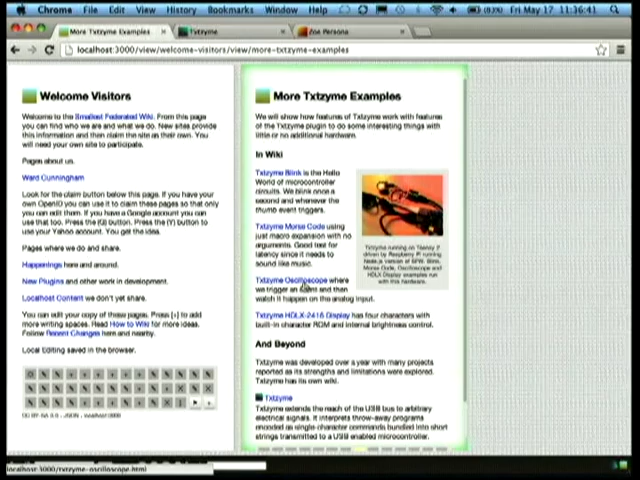 Chrome File Edit View History Bookmarks Window Help (83%) Fri May 17 11:36:41
More Txtzyme Examples Txtzyme Zoe Persona
localhost:3000/view/welcome-visitors/view/more-txtzyme-examples
Welcome Visitors
Welcome to the Smallest Federated Wiki. From this page
you can find who we are and what we do. New sites provide
this information and then claim the site as their own. You
will need your own site to participate.
Pages about us.
Ward Cunningham
Look for the claim button below this page. If you have your
own OpenID you can use it to claim these pages so that only
you can edit them. If you have a Google account you can
use that too. Press the (G) button. Press the (Y) button to
use your Yahoo account. You get the idea.
Pages where we do and share.
Happenings here and around.
New Plugins and other work in development.
Localhost Content we don't yet share.
You can edit your copy of these pages. Press [+] to add
more writing spaces. Read How to Wiki for more ideas.
Follow Recent Changes here and nearby.
Local Editing saved in the browser.
CC BY-SA 3.0 . JSON . localhost:3000
More Txtzyme Examples
We will show how features of Txtzyme work with features
of the Txtzyme plugin to do some interesting things with
little or no additional hardware.
In Wiki
Txtzyme Blink is the Hello
World of microcontroller
circuits. We blink once a
second and whenever the
thumb event triggers.
Txtzyme Morse Code using
just macro expansion with no
arguments. Good test for
latency since it needs to
sound like music.
Txtzyme Oscilloscope where
we trigger an event and then
watch it happen on the analog input.
Txtzyme running on Teensy 2
driven by Raspberry Pi running
Node.js version of SFW. Blink,
Morse Code, Oscilloscope and
HDLX Display examples run
with this hardware.
Txtzyme HDLX-2416 Display has four characters with
built-in character ROM and internal brightness control.
And Beyond
Txtzyme was developed over a year with many projects
reported as its strengths and limitations were explored.
Txtzyme has its own wiki.
Txtzyme
Txtzyme extends the reach of the USB bus to arbitrary
electrical signals. It interprets throw-away programs
encoded as single-character commands bundled into short
strings transmitted to a USB enabled microcontroller.
localhost:3000/txtzyme-oscilloscope.html